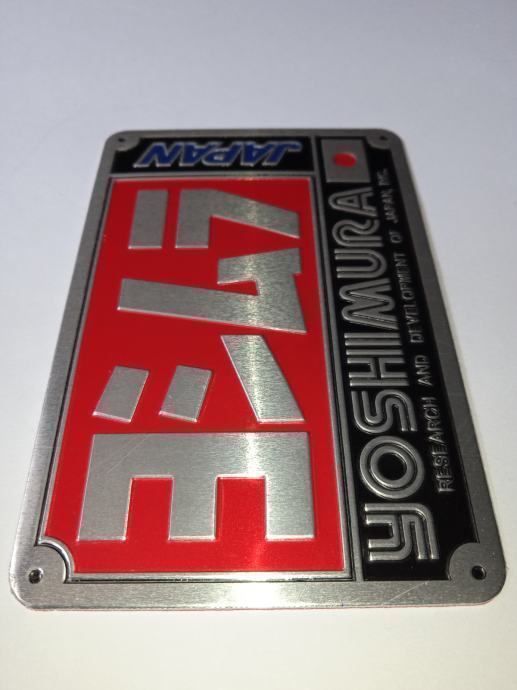 ヨシムラ
JAPAN
YOSHIMURA
RESEARCH AND DEVELOPMENT OF JAPAN, INC.